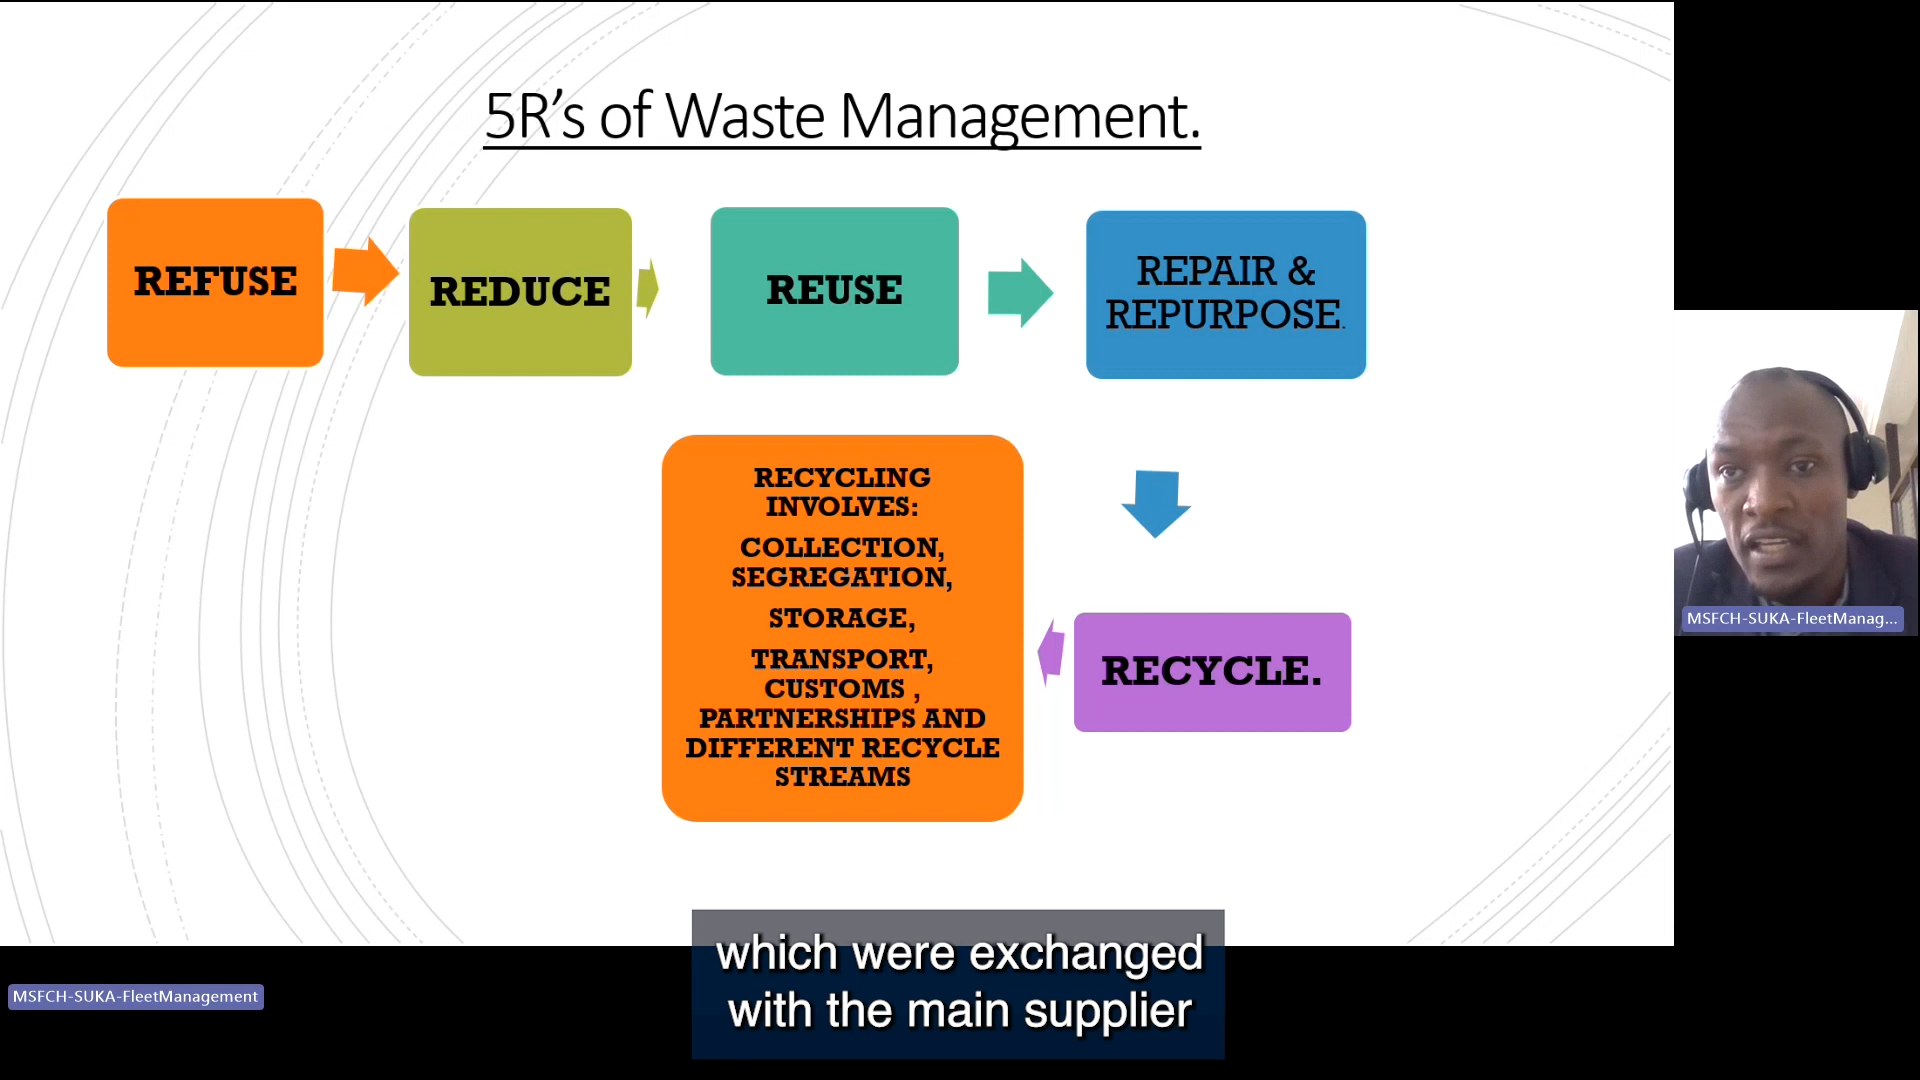 5R’s of Waste Management.
REFUSE
REDUCE
REUSE
REPAIR &
REPURPOSE.
RECYCLE.
RECYCLING
INVOLVES:
COLLECTION,
SEGREGATION,
STORAGE,
TRANSPORT,
CUSTOMS ,
PARTNERSHIPS AND
DIFFERENT RECYCLE
STREAMS
MSFCH-SUKA-FleetManag...
which were exchanged
with the main supplier
MSFCH-SUKA-FleetManagement